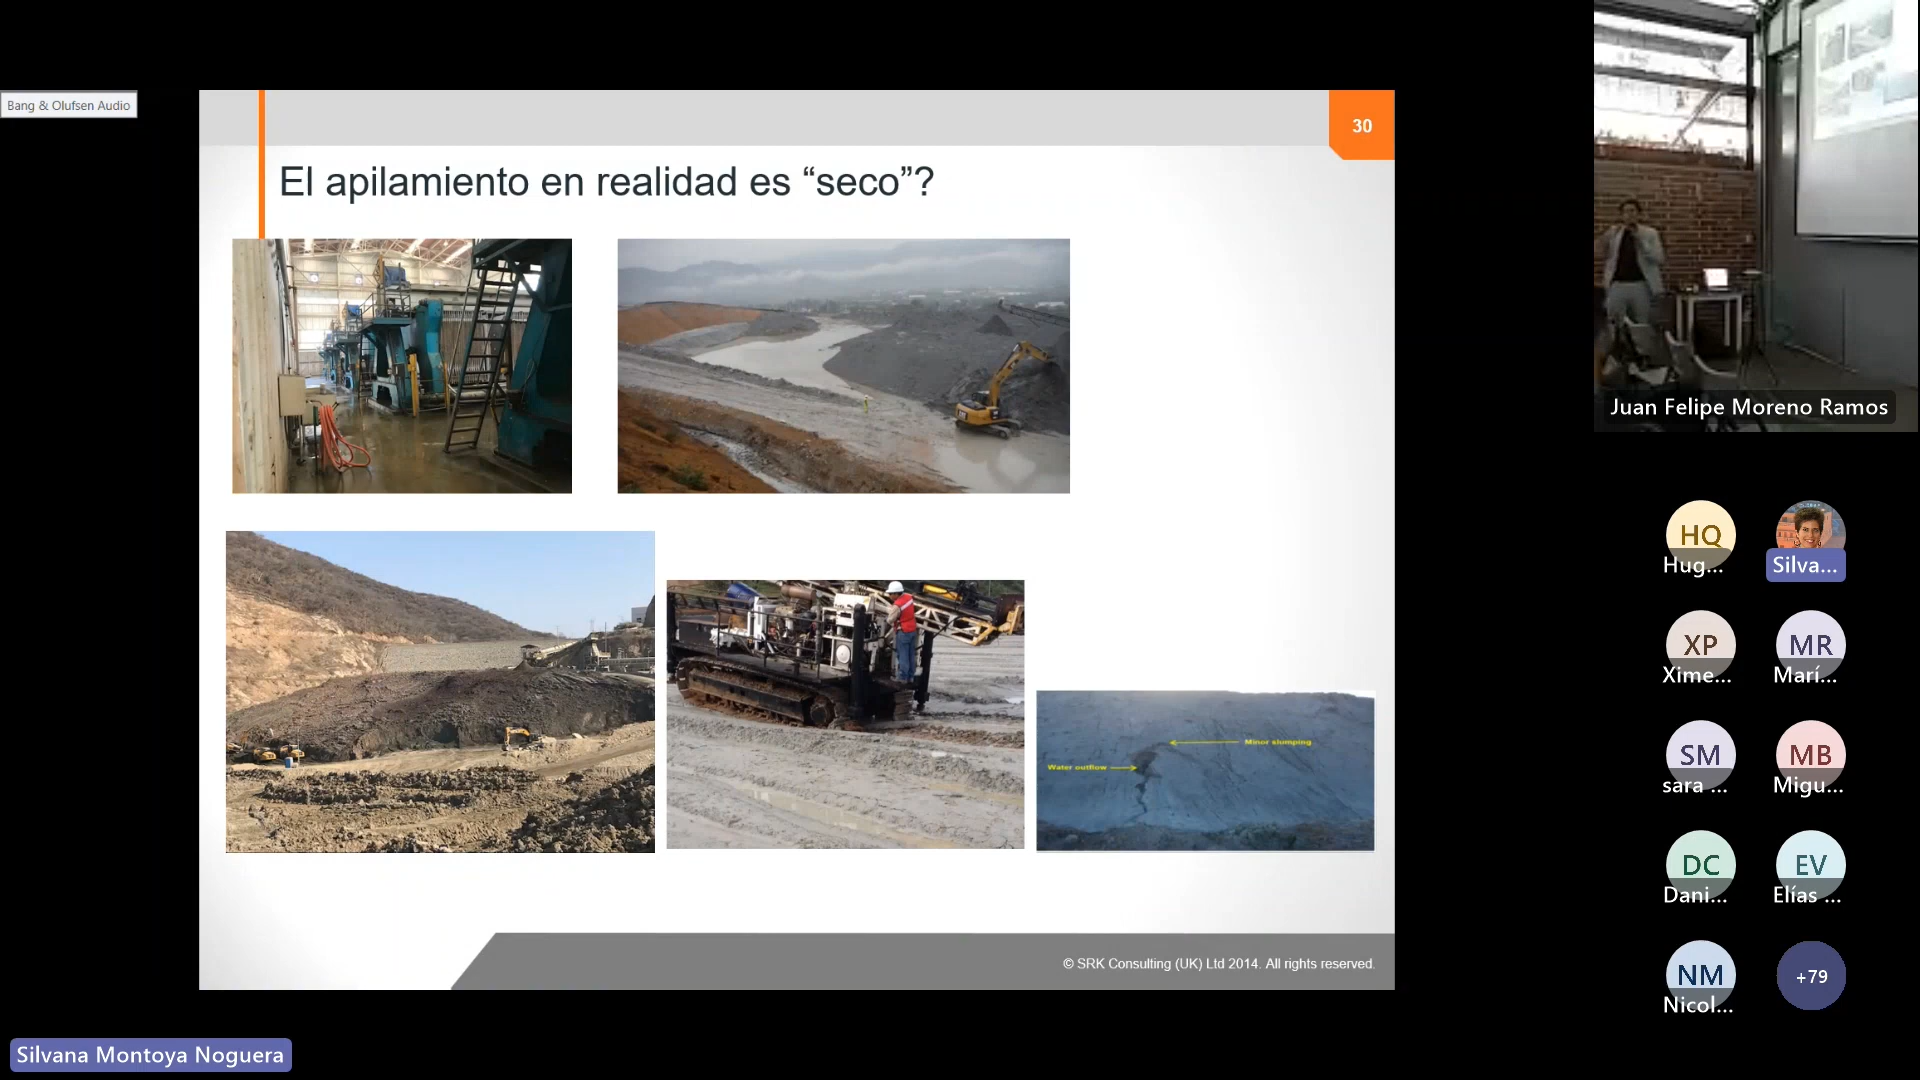 Bang & Olufsen Audio
30
El apilamiento en realidad es “seco”?
Minor slumping
Water outflow
© SRK Consulting (UK) Ltd 2014. All rights reserved.
Juan Felipe Moreno Ramos
HQ
Hug...
Silva...
XP
Xime...
MR
Marí...
SM
sara ...
MB
Migu...
DC
Dani...
EV
Elías ...
NM
Nicol...
+79
Silvana Montoya Noguera